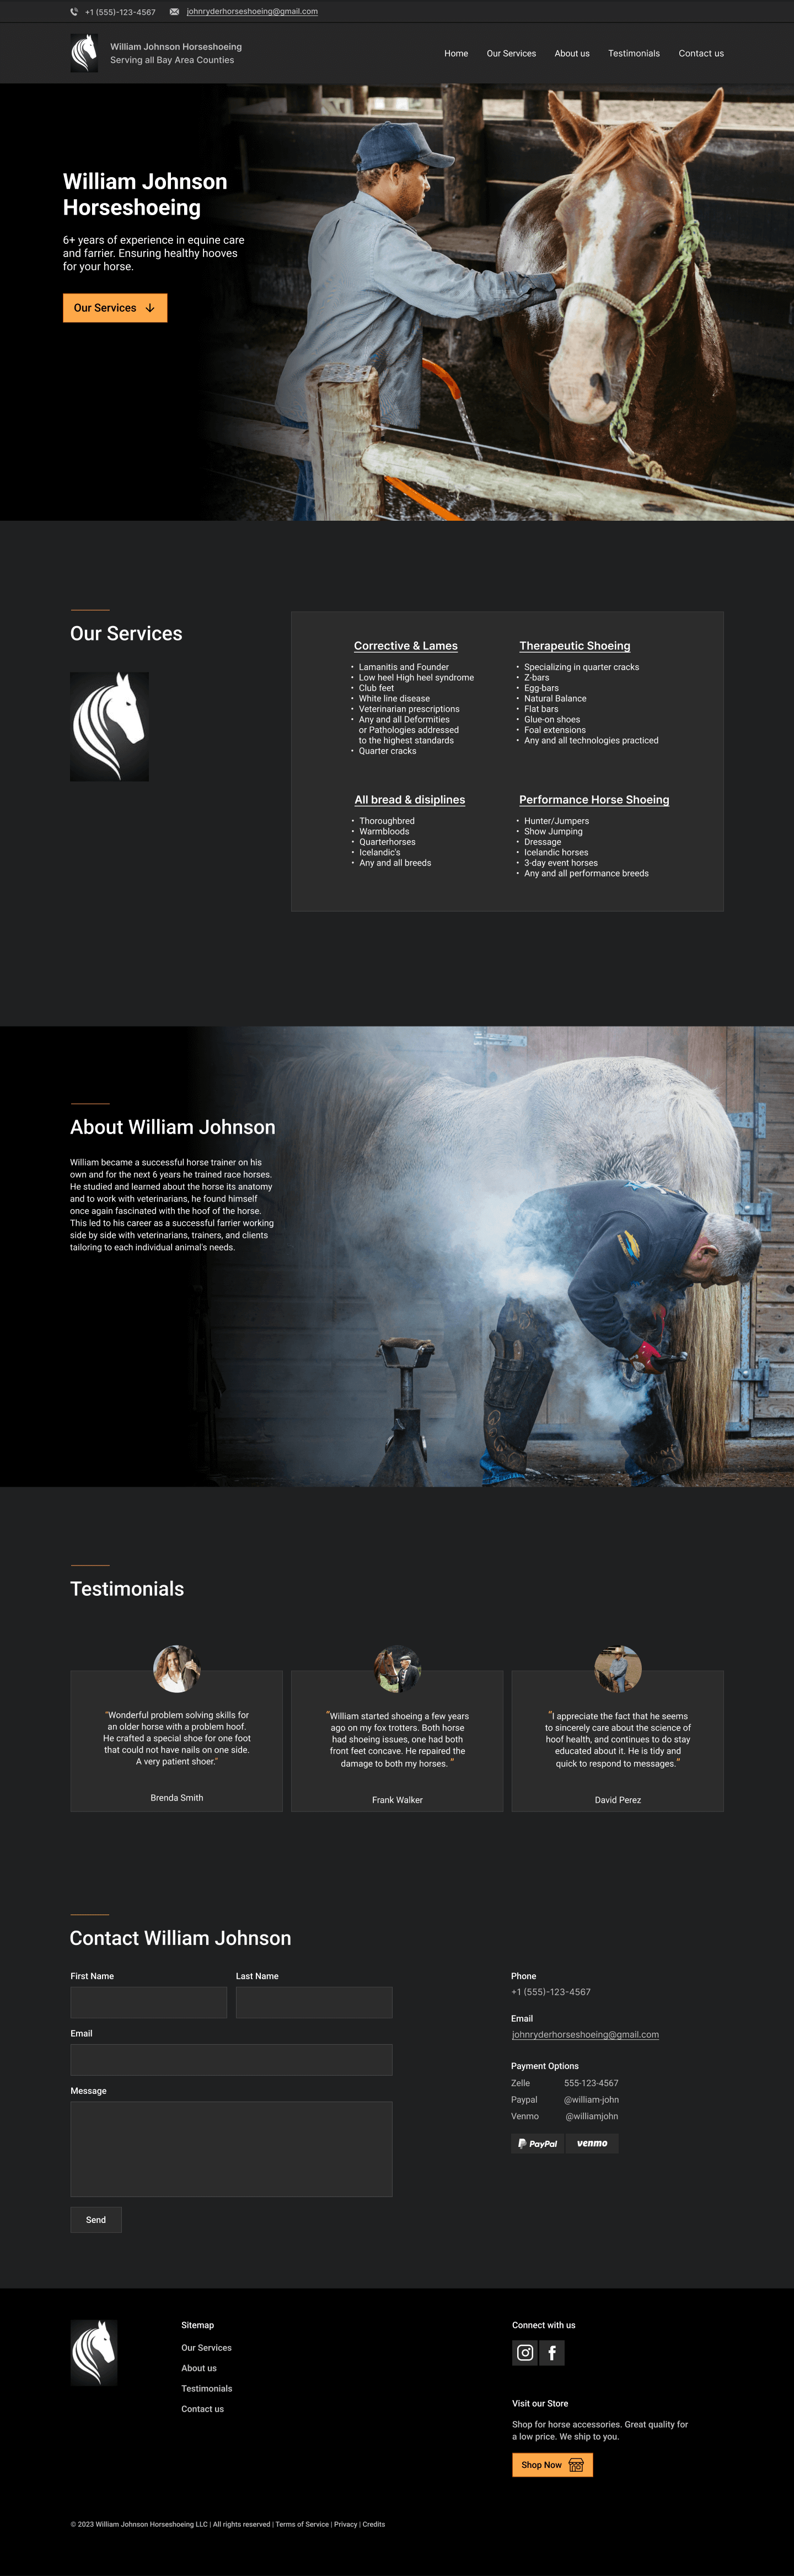 +1 (555)-123-4567
johnryderhorseshoeing@gmail.com
William Johnson Horseshoeing
Serving all Bay Area Counties
Home
Our Services
About us
Testimonials
Contact us
William Johnson
Horseshoeing
6+ years of experience in equine care
and farrier. Ensuring healthy hooves
for your horse.
Our Services
Our Services
Corrective & Lames
• Lamanitis and Founder
• Low heel High heel syndrome
• Club feet
• White line disease
• Veterinarian prescriptions
• Any and all Deformities
or Pathologies addressed
to the highest standards
• Quarter cracks
Therapeutic Shoeing
• Specializing in quarter cracks
• Z-bars
• Egg-bars
• Natural Balance
• Flat bars
• Glue-on shoes
• Foal extensions
• Any and all technologies practiced
All bread & disiplines
• Thoroughbred
• Warmbloods
• Quarterhorses
• Icelandic's
• Any and all breeds
Performance Horse Shoeing
• Hunter/Jumpers
• Show Jumping
• Dressage
• Icelandic horses
• 3-day event horses
• Any and all performance breeds
About William Johnson
William became a successful horse trainer on his
own and for the next 6 years he trained race horses.
He studied and learned about the horse its anatomy
and to work with veterinarians, he found himself
once again fascinated with the hoof of the horse.
This led to his career as a successful farrier working
side by side with veterinarians, trainers, and clients
tailoring to each individual animal's needs.
Testimonials
"Wonderful problem solving skills for
an older horse with a problem hoof.
He crafted a special shoe for one foot
that could not have nails on one side.
A very patient shoer."
Brenda Smith
"William started shoeing a few years
ago on my fox trotters. Both horse
had shoeing issues, one had both
front feet concave. He repaired the
damage to both my horses. "
Frank Walker
"I appreciate the fact that he seems
to sincerely care about the science of
hoof health, and continues to do stay
educated about it. He is tidy and
quick to respond to messages."
David Perez
Contact William Johnson
First Name
Last Name
Email
Message
Send
Phone
+1 (555)-123-4567
Email
johnryderhorseshoeing@gmail.com
Payment Options
Zelle 555-123-4567
Paypal @william-john
Venmo @williamjohn
PayPal
venmo
Sitemap
Our Services
About us
Testimonials
Contact us
Connect with us
Visit our Store
Shop for horse accessories. Great quality for
a low price. We ship to you.
Shop Now
© 2023 William Johnson Horseshoeing LLC | All rights reserved | Terms of Service | Privacy | Credits